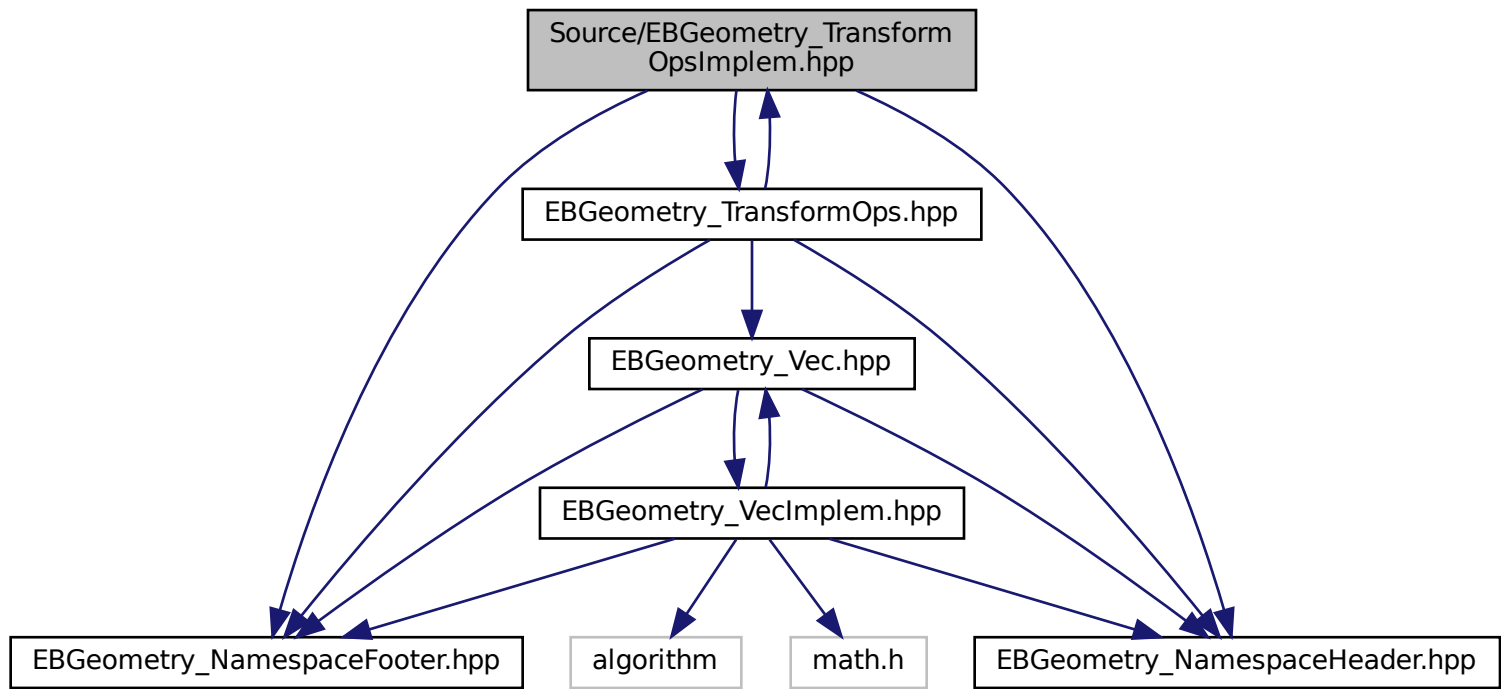 Source/EBGeometry_Transform
OpsImplem.hpp
EBGeometry_TransformOps.hpp
EBGeometry_Vec.hpp
EBGeometry_VecImplem.hpp
EBGeometry_NamespaceFooter.hpp
algorithm
math.h
EBGeometry_NamespaceHeader.hpp